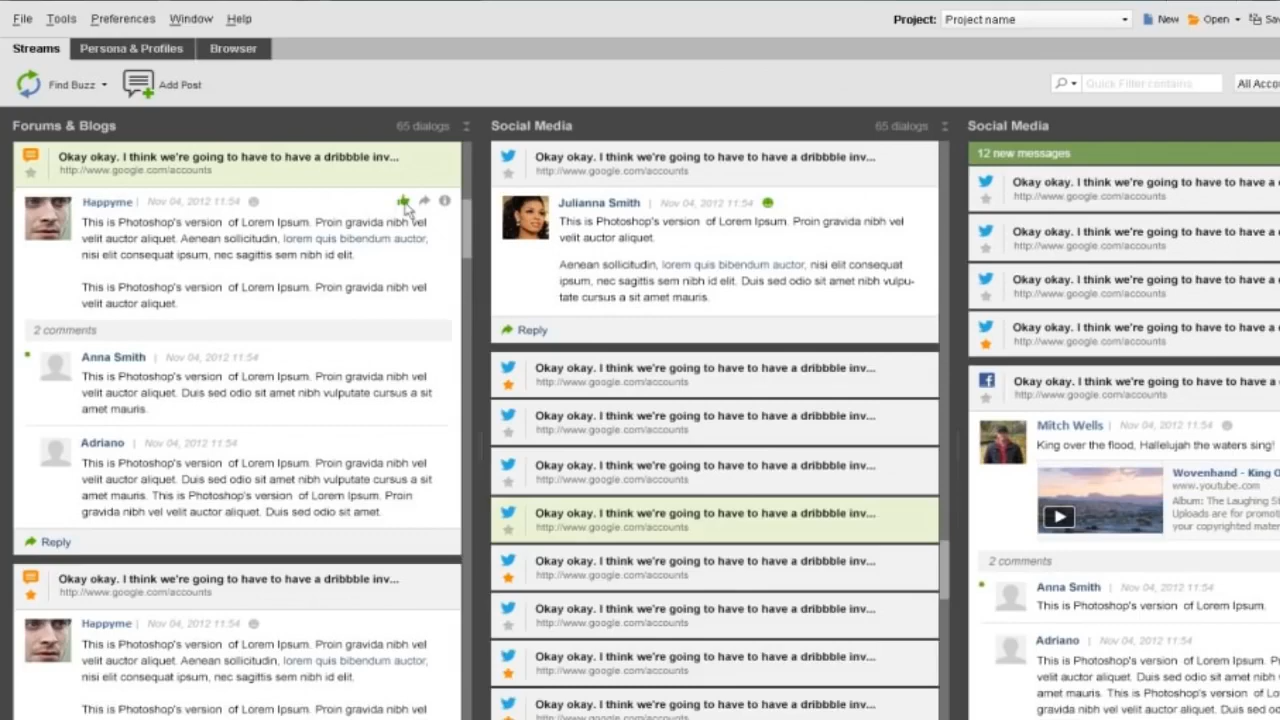 File Tools Preferences Window Help
Project: Project name New Open
Streams Persona & Profiles Browser
Find Buzz Add Post
Quick Filter contains
Forums & Blogs 65 dialogs
Okay okay. I think we're going to have to have a dribbble inv...
http://www.google.com/accounts
Happyme | Nov 04, 2012 11:54
This is Photoshop's version of Lorem Ipsum. Proin gravida nibh vel
velit auctor aliquet. Aenean sollicitudin, lorem quis bibendum auctor,
nisi elit consequat ipsum, nec sagittis sem nibh id elit.
This is Photoshop's version of Lorem Ipsum. Proin gravida nibh vel
velit auctor aliquet.
2 comments
Anna Smith | Nov 04, 2012 11:54
This is Photoshop's version of Lorem Ipsum. Proin gravida nibh vel
velit auctor aliquet. Duis sed odio sit amet nibh vulputate cursus a sit
amet mauris.
Adriano | Nov 04, 2012 11:54
This is Photoshop's version of Lorem Ipsum. Proin gravida nibh vel
velit auctor aliquet. Duis sed odio sit amet nibh vulputate cursus a sit
amet mauris. This is Photoshop's version of Lorem Ipsum. Proin
gravida nibh vel velit auctor aliquet. Duis sed odio sit amet.
Reply
Okay okay. I think we're going to have to have a dribbble inv...
http://www.google.com/accounts
Happyme | Nov 04, 2012 11:54
This is Photoshop's version of Lorem Ipsum. Proin gravida nibh vel
velit auctor aliquet. Aenean sollicitudin, lorem quis bibendum auctor,
nisi elit consequat ipsum, nec sagittis sem nibh id elit.
This is Photoshop's version of Lorem Ipsum. Proin gravida nibh vel
Social Media 65 dialogs
Okay okay. I think we're going to have to have a dribbble inv...
http://www.google.com/accounts
Julianna Smith | Nov 04, 2012 11:54
This is Photoshop's version of Lorem Ipsum. Proin gravida nibh vel
velit auctor aliquet.
Aenean sollicitudin, lorem quis bibendum auctor, nisi elit consequat
ipsum, nec sagittis sem nibh id elit. Duis sed odio sit amet nibh vulpu-
tate cursus a sit amet mauris.
Reply
Okay okay. I think we're going to have to have a dribbble inv...
http://www.google.com/accounts
Okay okay. I think we're going to have to have a dribbble inv...
http://www.google.com/accounts
Okay okay. I think we're going to have to have a dribbble inv...
http://www.google.com/accounts
Okay okay. I think we're going to have to have a dribbble inv...
http://www.google.com/accounts
Okay okay. I think we're going to have to have a dribbble inv...
http://www.google.com/accounts
Okay okay. I think we're going to have to have a dribbble inv...
http://www.google.com/accounts
Okay okay. I think we're going to have to have a dribbble inv...
http://www.google.com/accounts
Okay okay. I think we're going to have to have a dribbble inv...
http://www.google.com/accounts
Social Media
12 new messages
Okay okay. I think we're going to have to have a
http://www.google.com/accounts
Okay okay. I think we're going to have to have a
http://www.google.com/accounts
Okay okay. I think we're going to have to have a
http://www.google.com/accounts
Okay okay. I think we're going to have to have a
http://www.google.com/accounts
Okay okay. I think we're going to have to have a
http://www.google.com/accounts
Mitch Wells | Nov 04, 2012 11:54
King over the flood, Hallelujah the waters sing!
Wovenhand - King
www.youtube.com
Album: The Laughing
Uploads are for
your copyrighted
2 comments
Anna Smith | Nov 04, 2012 11:54
This is Photoshop's version of Lorem Ipsum.
Adriano | Nov 04, 2012 11:54
This is Photoshop's version of Lorem Ipsum.
velit auctor aliquet. Duis sed odio sit amet nibh
amet mauris. This is Photoshop's version of
gravida nibh vel velit auctor aliquet. Duis sed